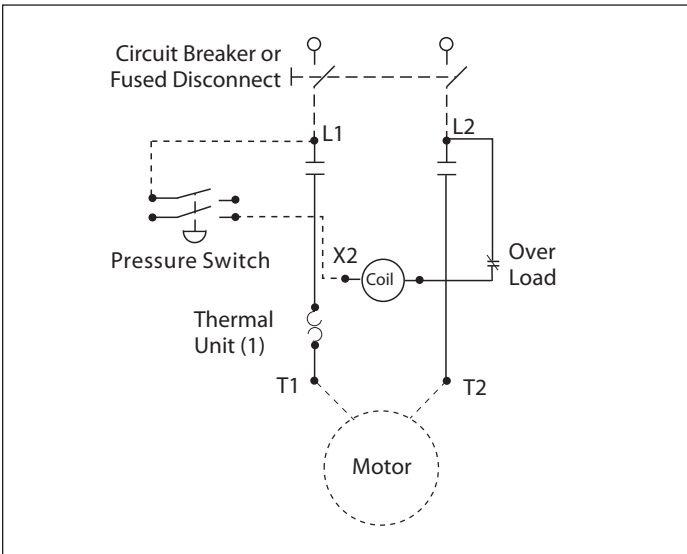 Circuit Breaker or
Fused Disconnect
L1
L2
Pressure Switch
X2
Coil
Over
Load
Thermal
Unit (1)
T1
T2
Motor